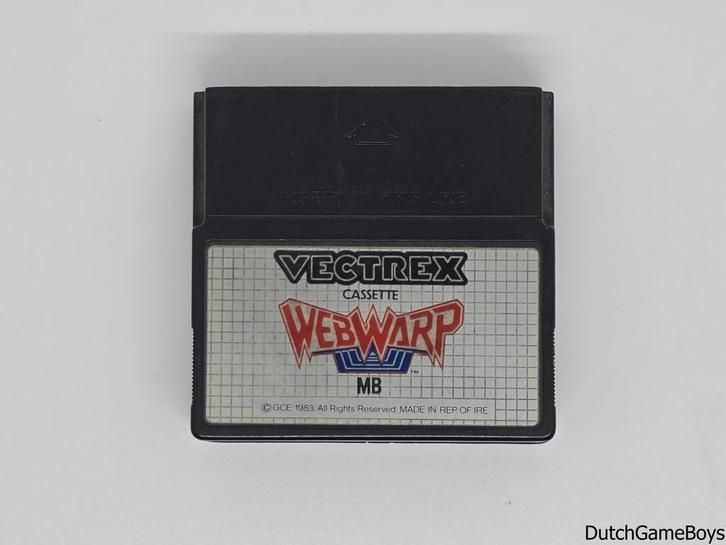 INSERT TO THIS LINE
VECTREX
CASSETTE
WEBWARP
™
MB
©GCE 1983. All Rights Reserved. MADE IN REP. OF IRE.
DutchGameBoys